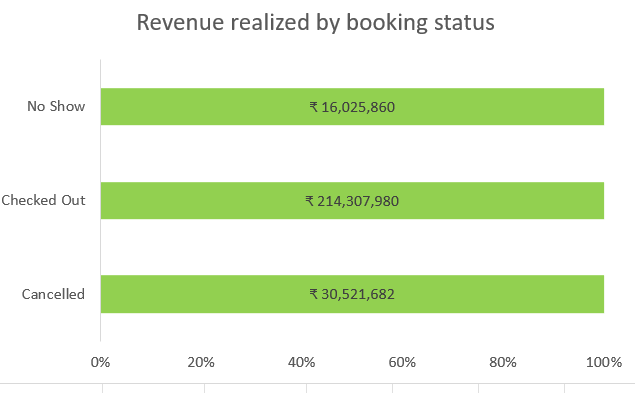 Revenue realized by booking status
No Show
₹ 16,025,860
Checked Out
₹ 214,307,980
Cancelled
₹ 30,521,682
0% 20% 40% 60% 80% 100%